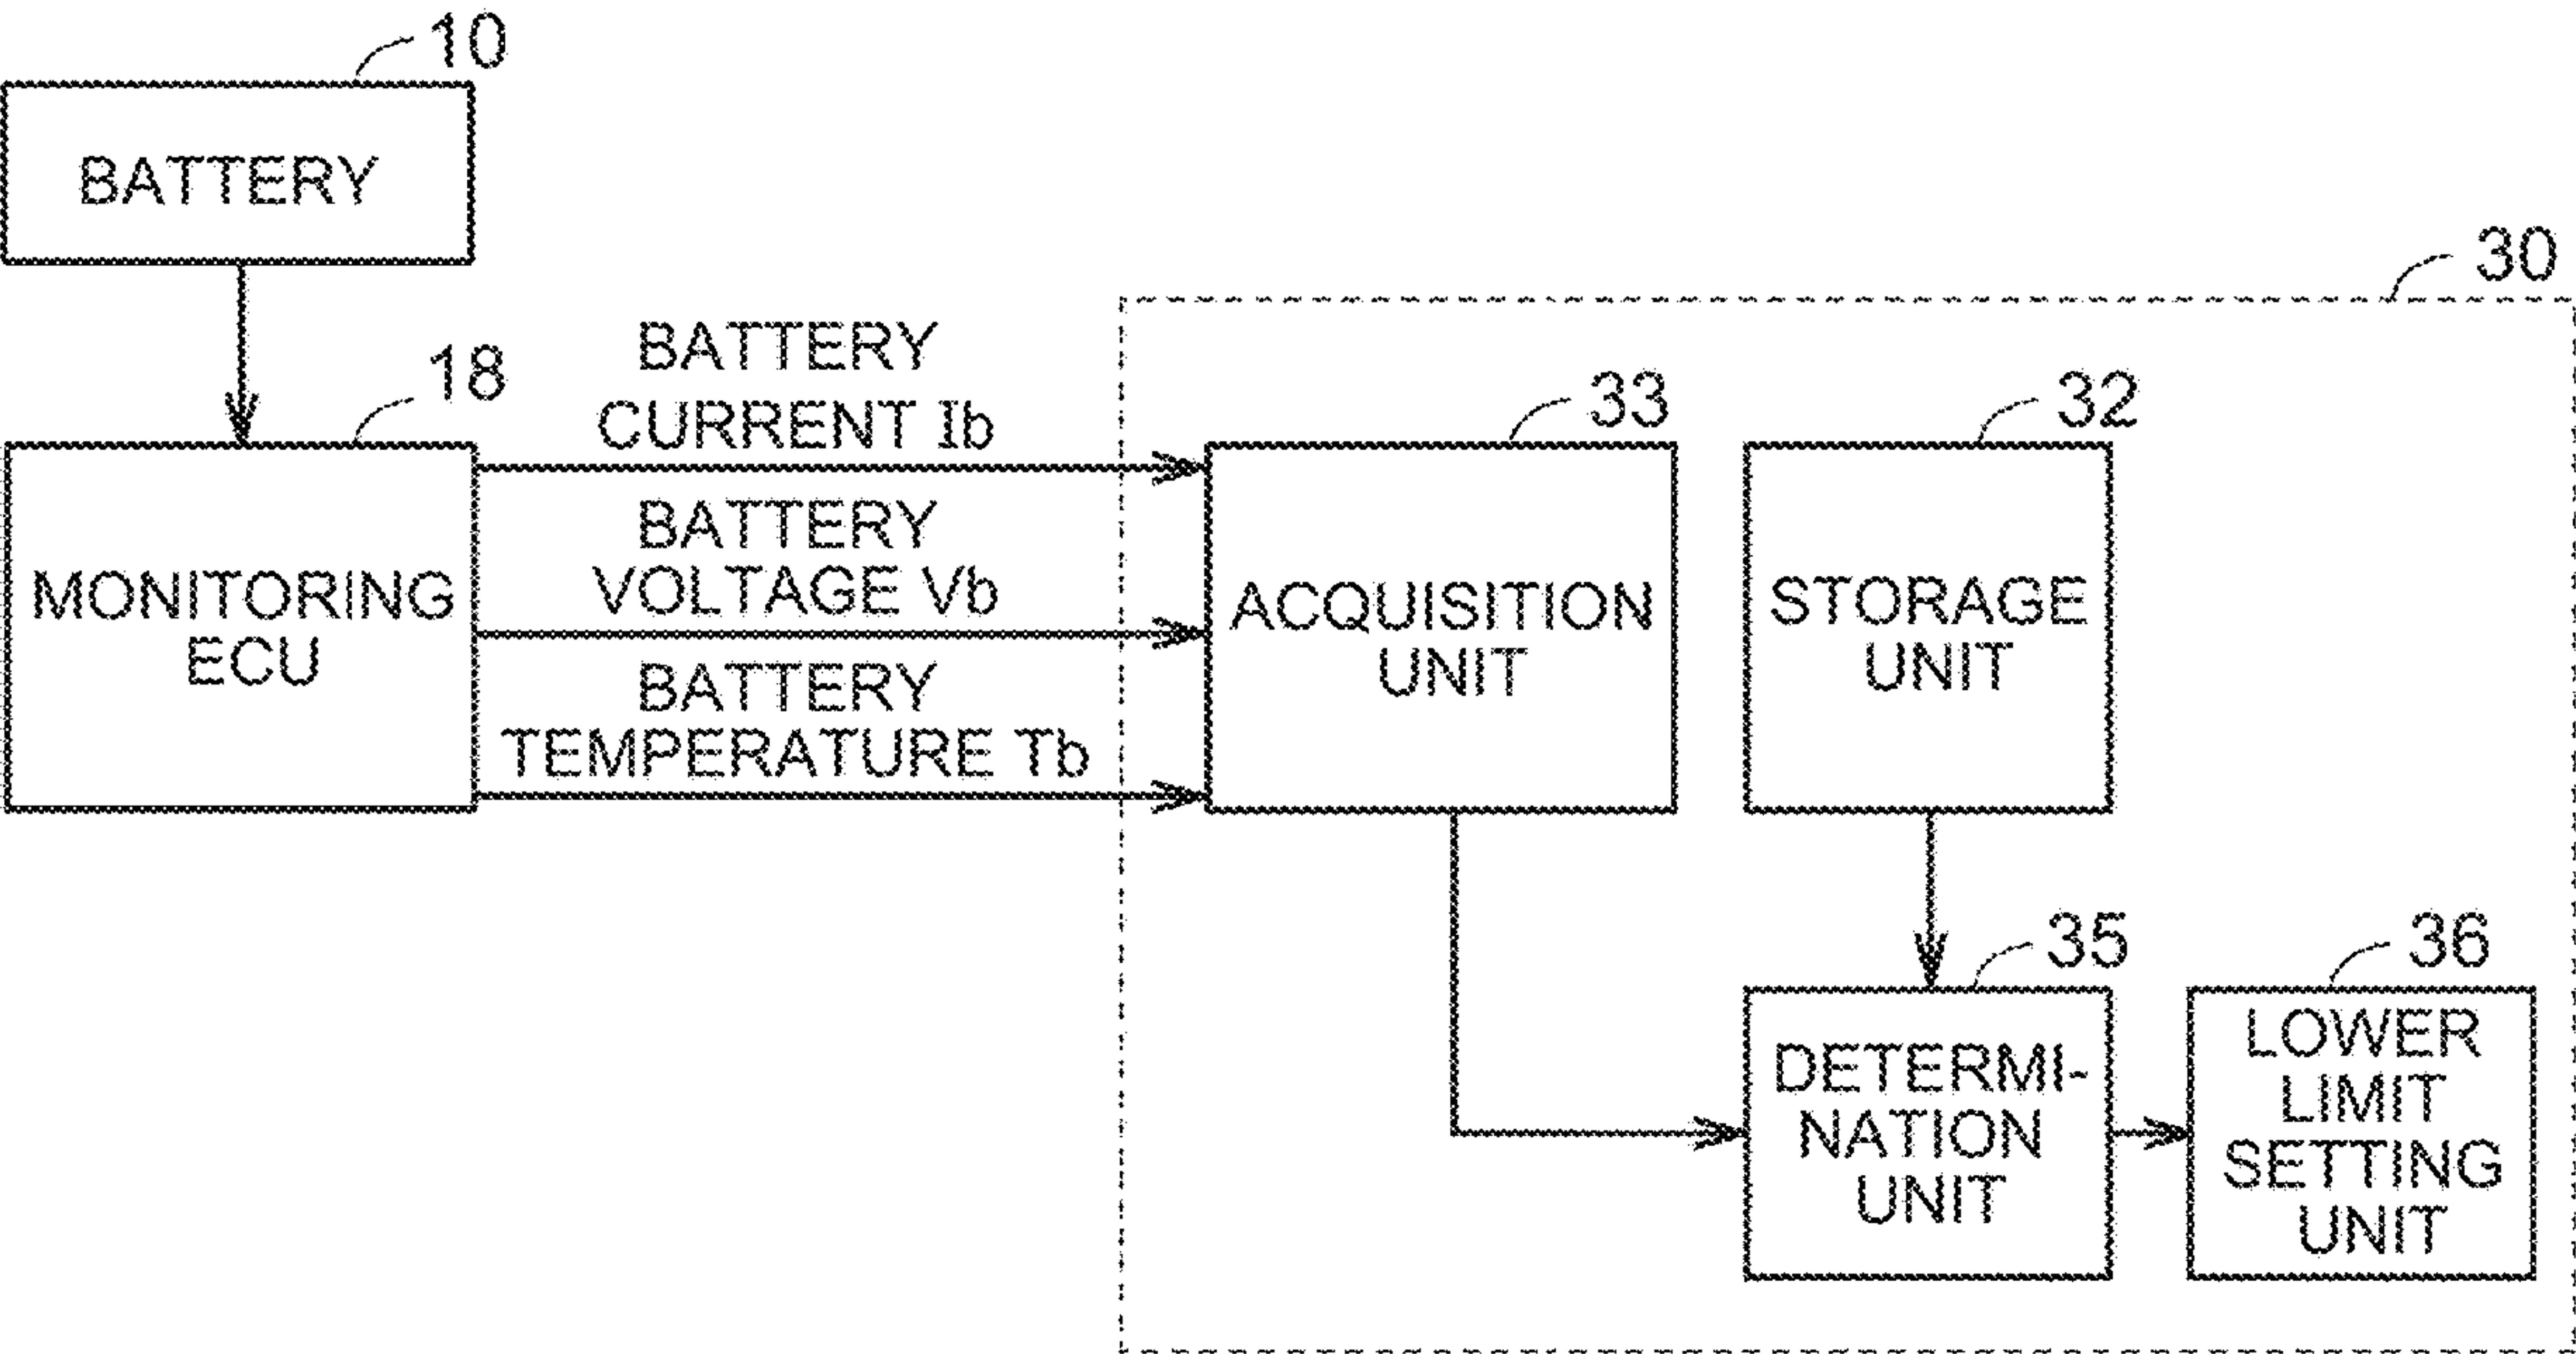 10
BATTERY
30
18
MONITORING
ECU
BATTERY
CURRENT Ib
BATTERY
VOLTAGE Vb
BATTERY
TEMPERATURE Tb
33
ACQUISITION
UNIT
32
STORAGE
UNIT
35
DETERMI-
NATION
UNIT
36
LOWER
LIMIT
SETTING
UNIT